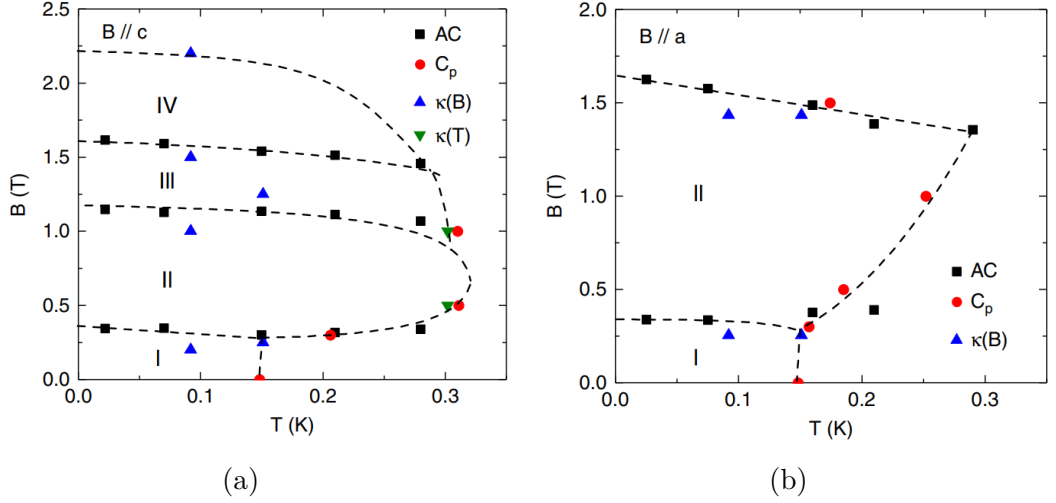 B // c
AC
C_p
κ(B)
κ(T)
IV
III
II
I
2.5
2.0
1.5
1.0
0.5
0.0
B (T)
0.0 0.1 0.2 0.3
T (K)
(a)
B // a
II
I
AC
C_p
κ(B)
2.0
1.5
1.0
0.5
0.0
B (T)
0.0 0.1 0.2 0.3
T (K)
(b)